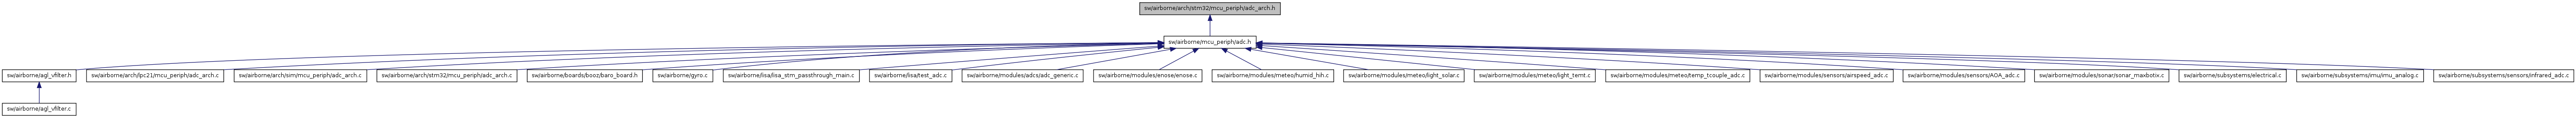 sw/airborne/arch/stm32/mcu_periph/adc_arch.h
sw/airborne/mcu_periph/adc.h
sw/airborne/agl_vfilter.h
sw/airborne/arch/lpc21/mcu_periph/adc_arch.c
sw/airborne/arch/sim/mcu_periph/adc_arch.c
sw/airborne/arch/stm32/mcu_periph/adc_arch.c
sw/airborne/boards/booz/baro_board.h
sw/airborne/gyro.c
sw/airborne/lisa/lisa_stm_passthrough_main.c
sw/airborne/lisa/test_adc.c
sw/airborne/modules/adcs/adc_generic.c
sw/airborne/modules/enose/enose.c
sw/airborne/modules/meteo/humid_hih.c
sw/airborne/modules/meteo/light_solar.c
sw/airborne/modules/meteo/light_temt.c
sw/airborne/modules/meteo/temp_tcouple_adc.c
sw/airborne/modules/sensors/airspeed_adc.c
sw/airborne/modules/sensors/AOA_adc.c
sw/airborne/modules/sonar/sonar_maxbotix.c
sw/airborne/subsystems/electrical.c
sw/airborne/subsystems/imu/imu_analog.c
sw/airborne/subsystems/sensors/infrared_adc.c
sw/airborne/agl_vfilter.c